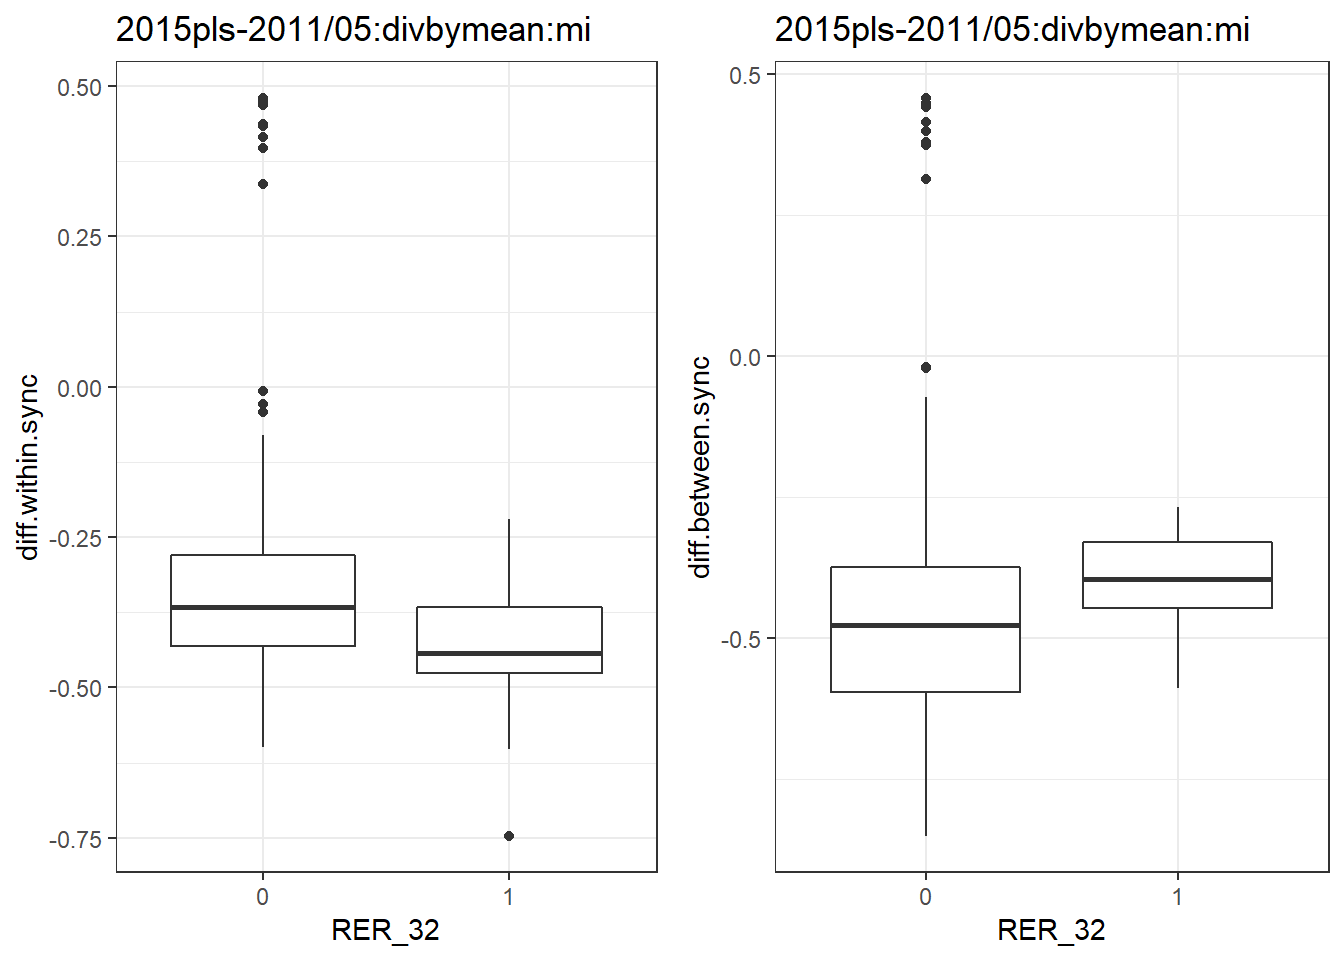 2015pls-2011/05:divbymean:mi
0.50
0.25
0.00
-0.25
-0.50
-0.75
diff.within.sync
0
1
RER_32
2015pls-2011/05:divbymean:mi
0.5
0.0
-0.5
diff.between.sync
0
1
RER_32